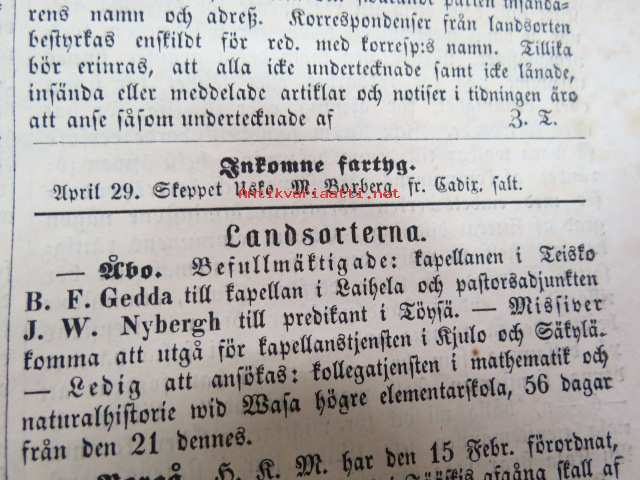 rens namn och adreß. Korrespondenser från landsorten
bestyrkas enskildt för red. med korresp:s namn. Tillika
bör erinras, att alla icke undertecknade samt icke lånade,
insända eller meddelade artiklar och notiser i tidningen äro
att anse såsom undertecknade af Z. T.
Inkomne fartyg.
April 29. Skeppet Usko, M. Borberg, fr. Cadix, salt.
antikvariaatti.net
Landsorterna.
— Åbo. Befullmäktigade: kapellanen i Teisko
B. F. Gedda till kapellan i Laihela och pastorsadjunkten
J. W. Nybergh till predikant i Töysä. — Missiver
komma att utgå för kapellanstjensten i Kjulo och Säkylä.
— Ledig att ansökas: kollegatjensten i mathematik och
naturalhistorie wid Wasa högre elementarskola, 56 dagar
från den 21 dennes.
H. K. M. har den 15 Febr. förordnat,
afgång skall af